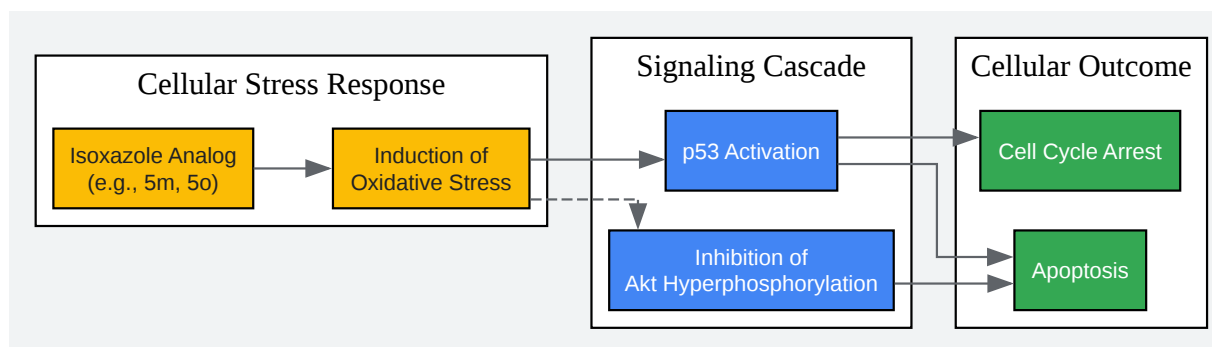 Cellular Stress Response
Isoxazole Analog
(e.g., 5m, 5o)
Induction of
Oxidative Stress
Signaling Cascade
p53 Activation
Inhibition of
Akt Hyperphosphorylation
Cellular Outcome
Cell Cycle Arrest
Apoptosis